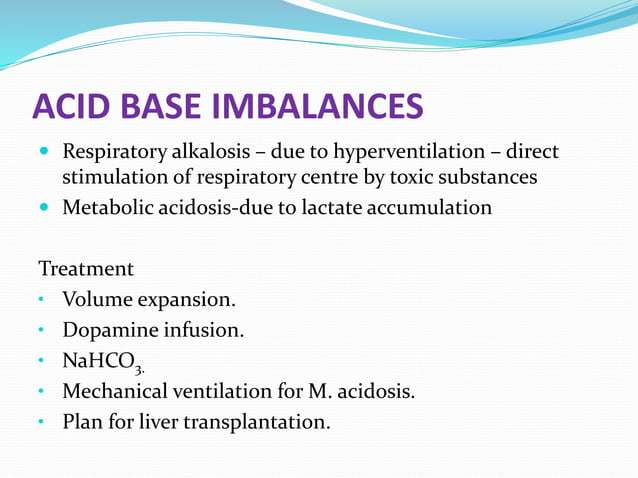 ACID BASE IMBALANCES
• Respiratory alkalosis – due to hyperventilation – direct
stimulation of respiratory centre by toxic substances
• Metabolic acidosis-due to lactate accumulation
Treatment
• Volume expansion.
• Dopamine infusion.
• NaHCO₃.
• Mechanical ventilation for M. acidosis.
• Plan for liver transplantation.